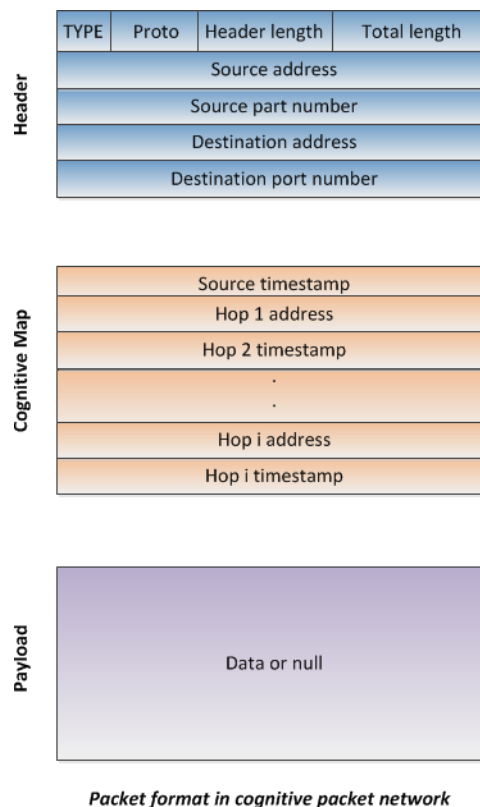 TYPE Proto Header length Total length
Source address
Source part number
Destination address
Destination port number
Header
Source timestamp
Hop 1 address
Hop 2 timestamp
.
.
Hop i address
Hop i timestamp
Cognitive Map
Data or null
Payload
Packet format in cognitive packet network